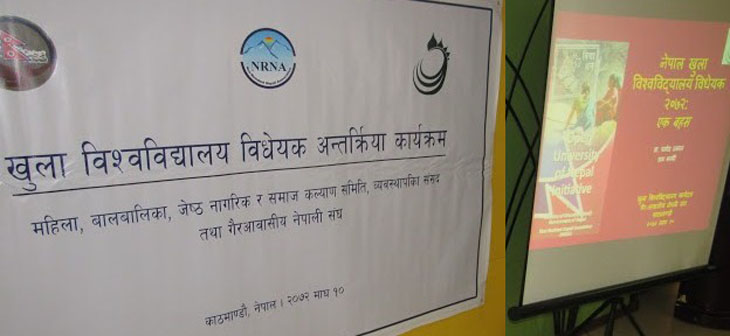 NRNA
खुला विश्वविद्यालय विधेयक अन्तर्क्रिया कार्यक्रम
महिला, बालबालिका, जेष्ठ नागरिक र समाज कल्याण समिति, व्यवस्थापिका संसद
तथा गैरआवासीय नेपाली संघ
काठमाण्डौ, नेपाल । २०७२ माघ १०
नेपाल खुला
विश्वविद्यालय विधेयक
२०७२:
एक बहस
University
of Nepal
Initiative